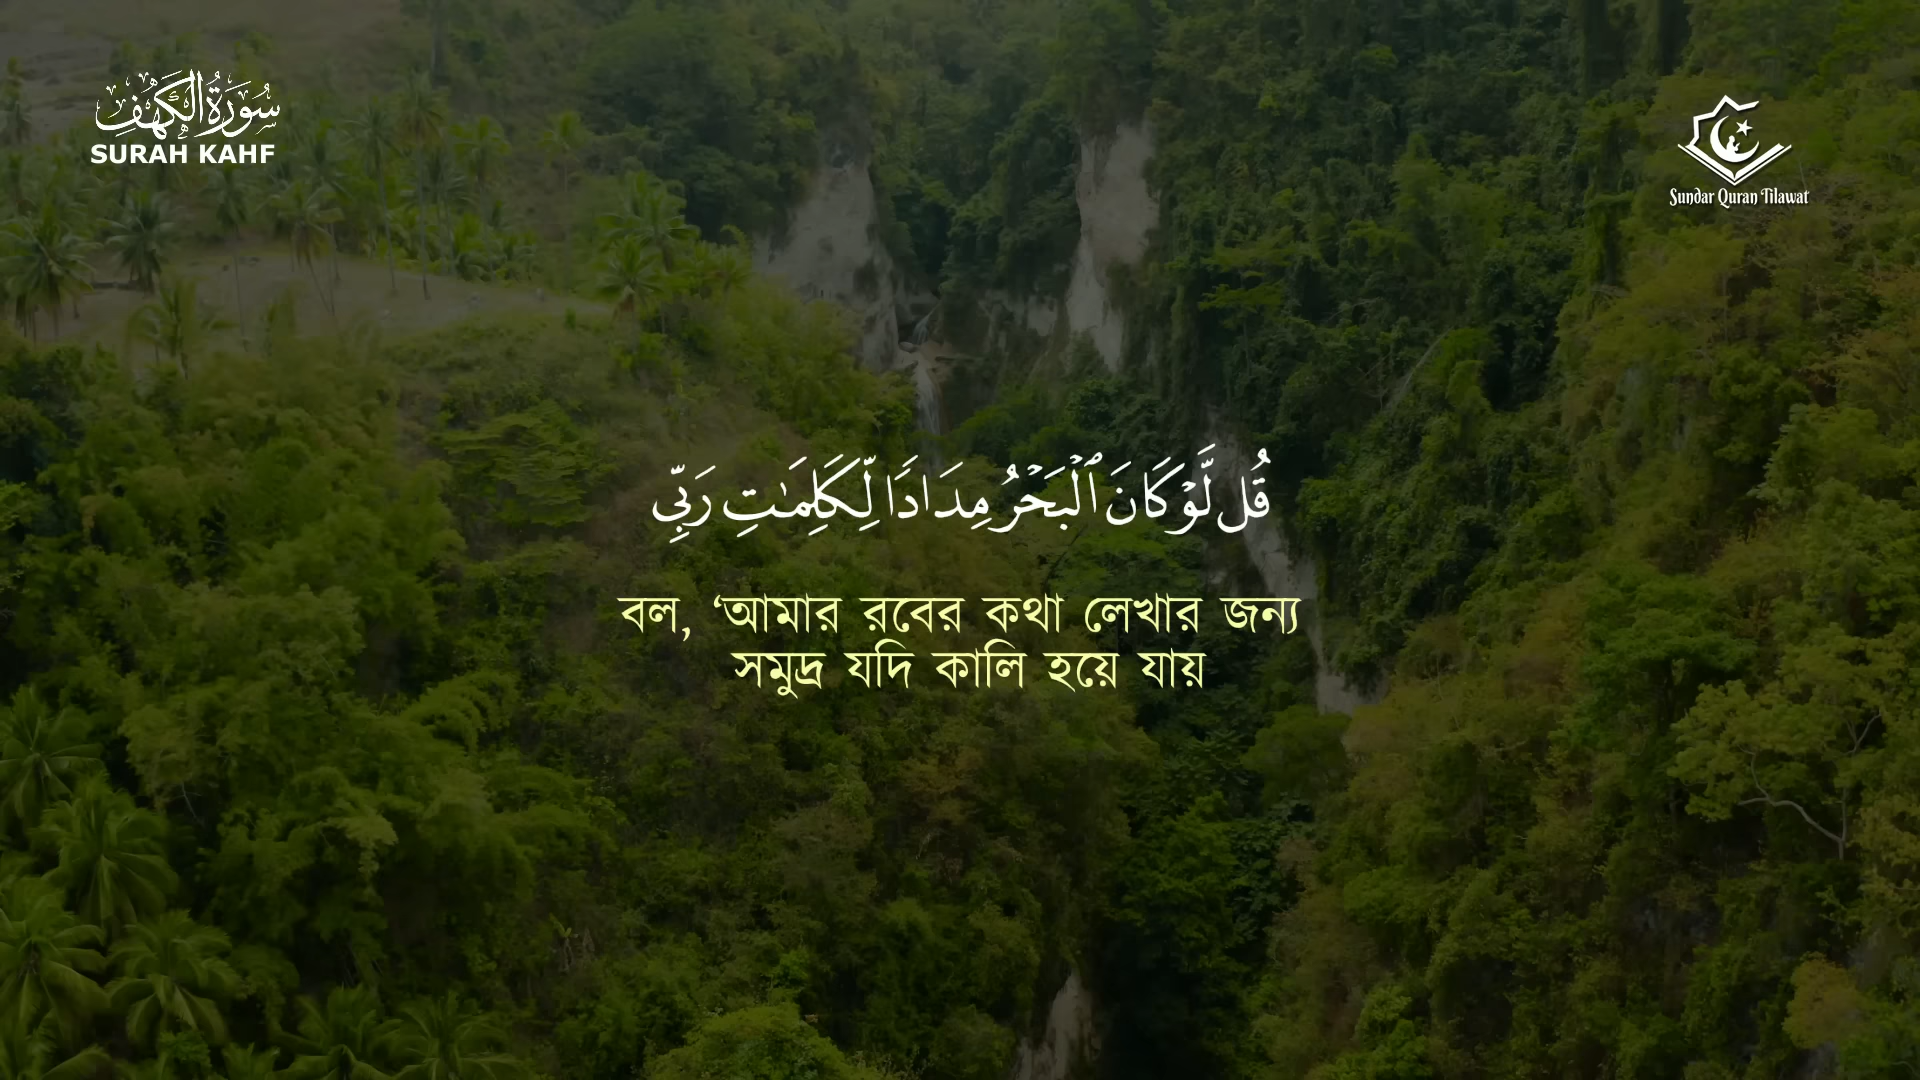 سُورَةُ الكَهْفِ
SURAH KAHF
Sundar Quran Tilawat
قُل لَّوْ كَانَ ٱلْبَحْرُ مِدَادًا لِّكَلِمَـٰتِ رَبِّى
বল, ‘আমার রবের কথা লেখার জন্য
সমুদ্র যদি কালি হয়ে যায়